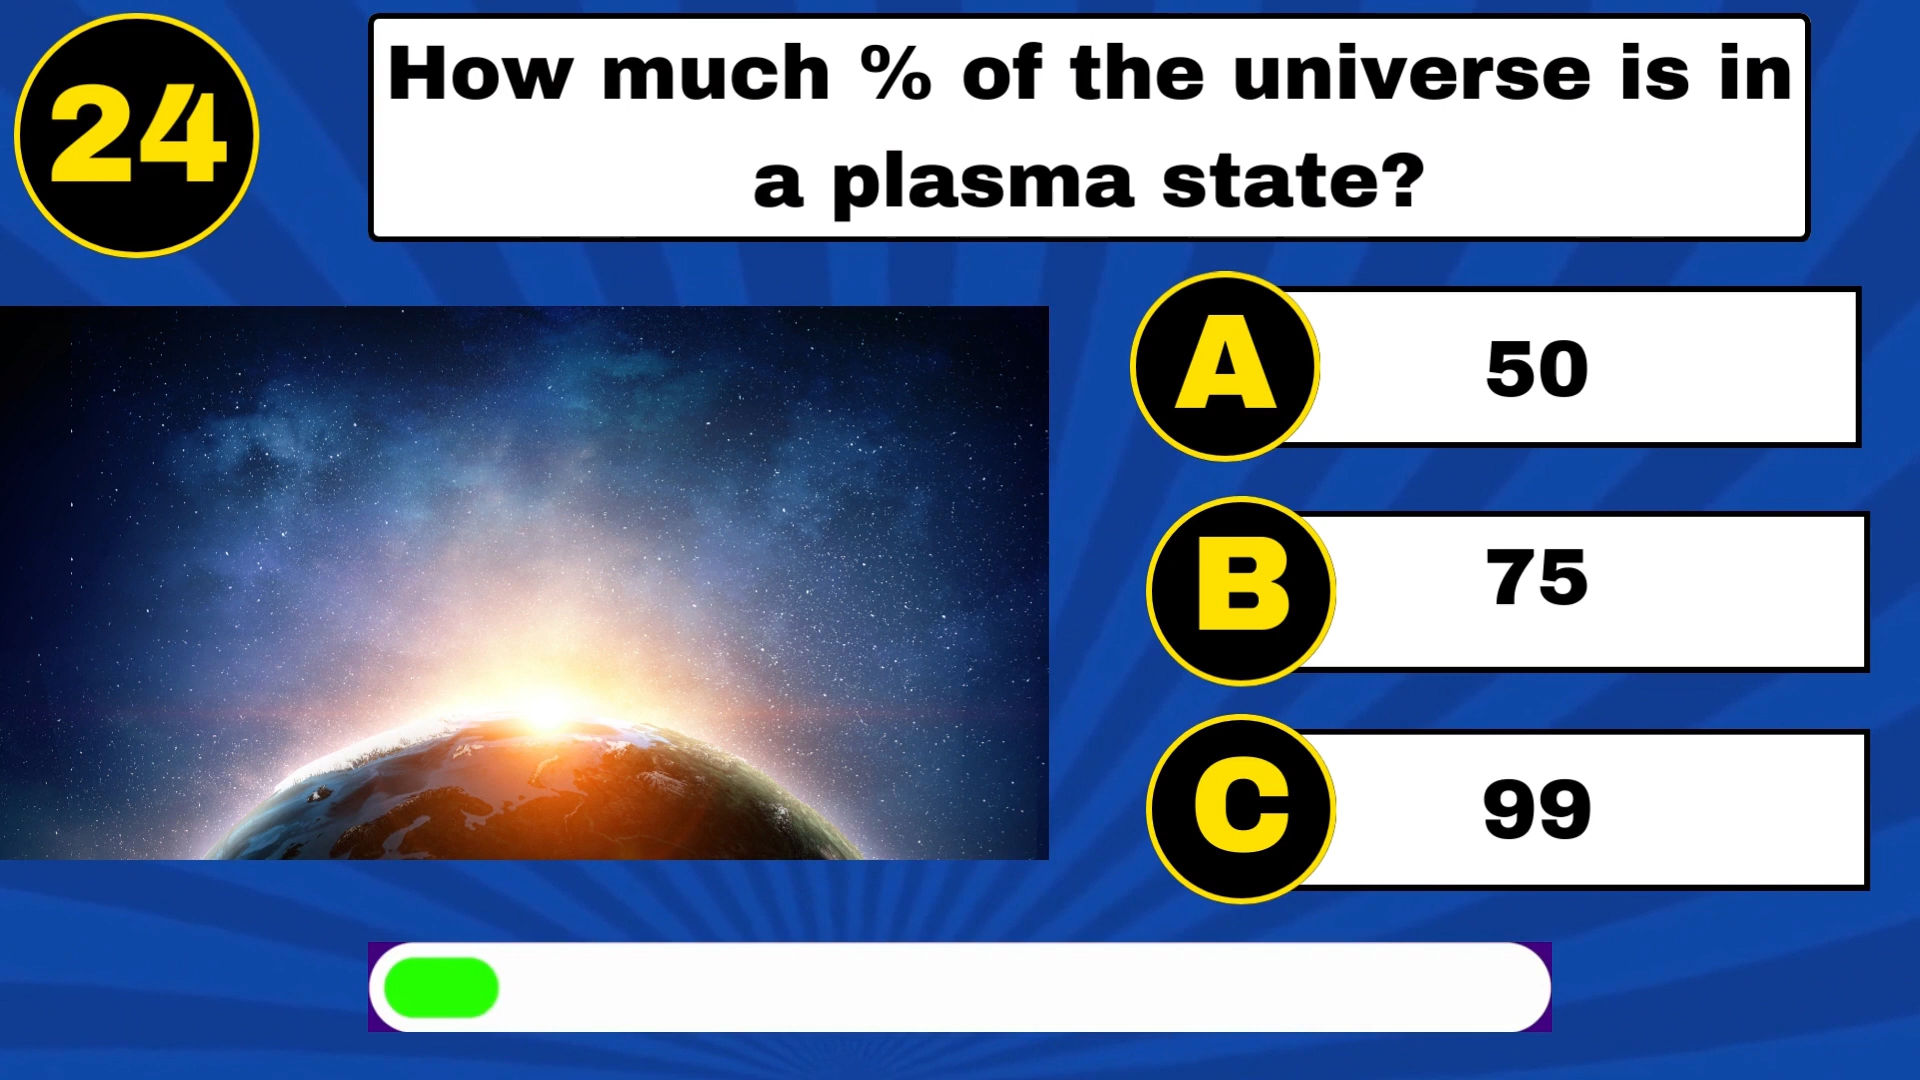 24
How much % of the universe is in
a plasma state?
A
50
B
75
C
99